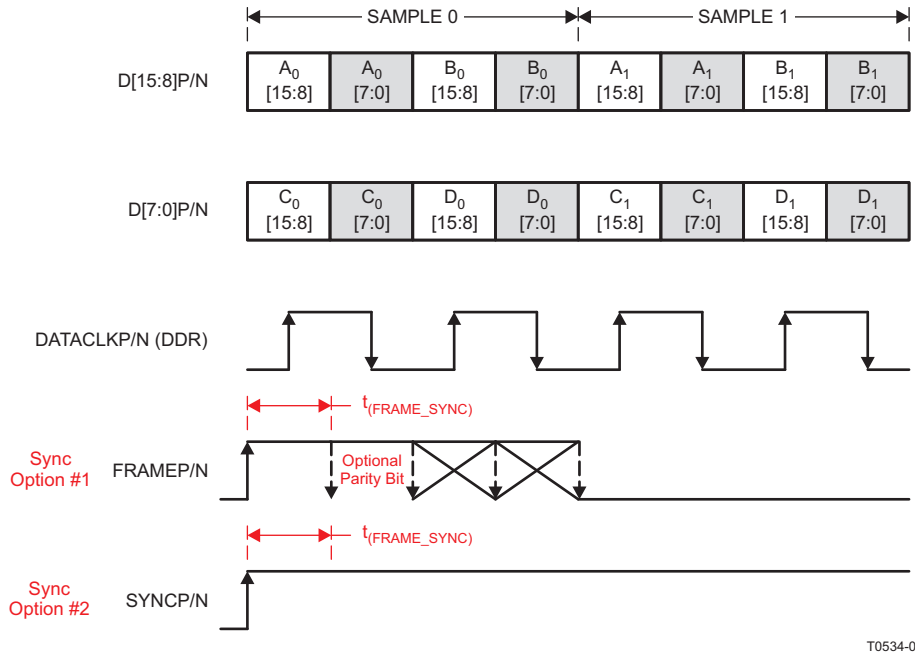 SAMPLE 0 SAMPLE 1
D[15:8]P/N
A0 A0 B0 B0 A1 A1 B1 B1
[15:8] [7:0] [15:8] [7:0] [15:8] [7:0] [15:8] [7:0]
D[7:0]P/N
C0 C0 D0 D0 C1 C1 D1 D1
[15:8] [7:0] [15:8] [7:0] [15:8] [7:0] [15:8] [7:0]
DATACLKP/N (DDR)
t(FRAME_SYNC)
Sync
Option #1
FRAMEP/N
Optional
Parity Bit
t(FRAME_SYNC)
Sync
Option #2
SYNCP/N
T0534-0